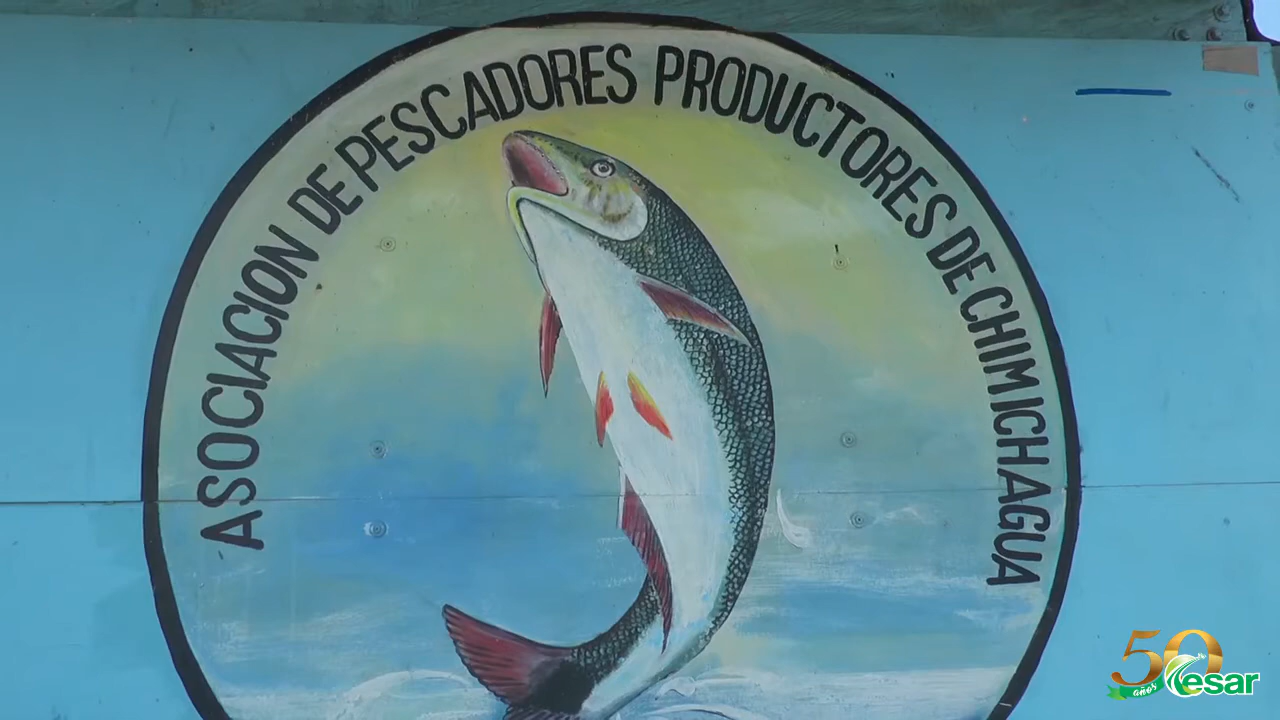 ASOCIACION DE PESCADORES PRODUCTORES DE CHIMICHAGUA
50
años
Cesar